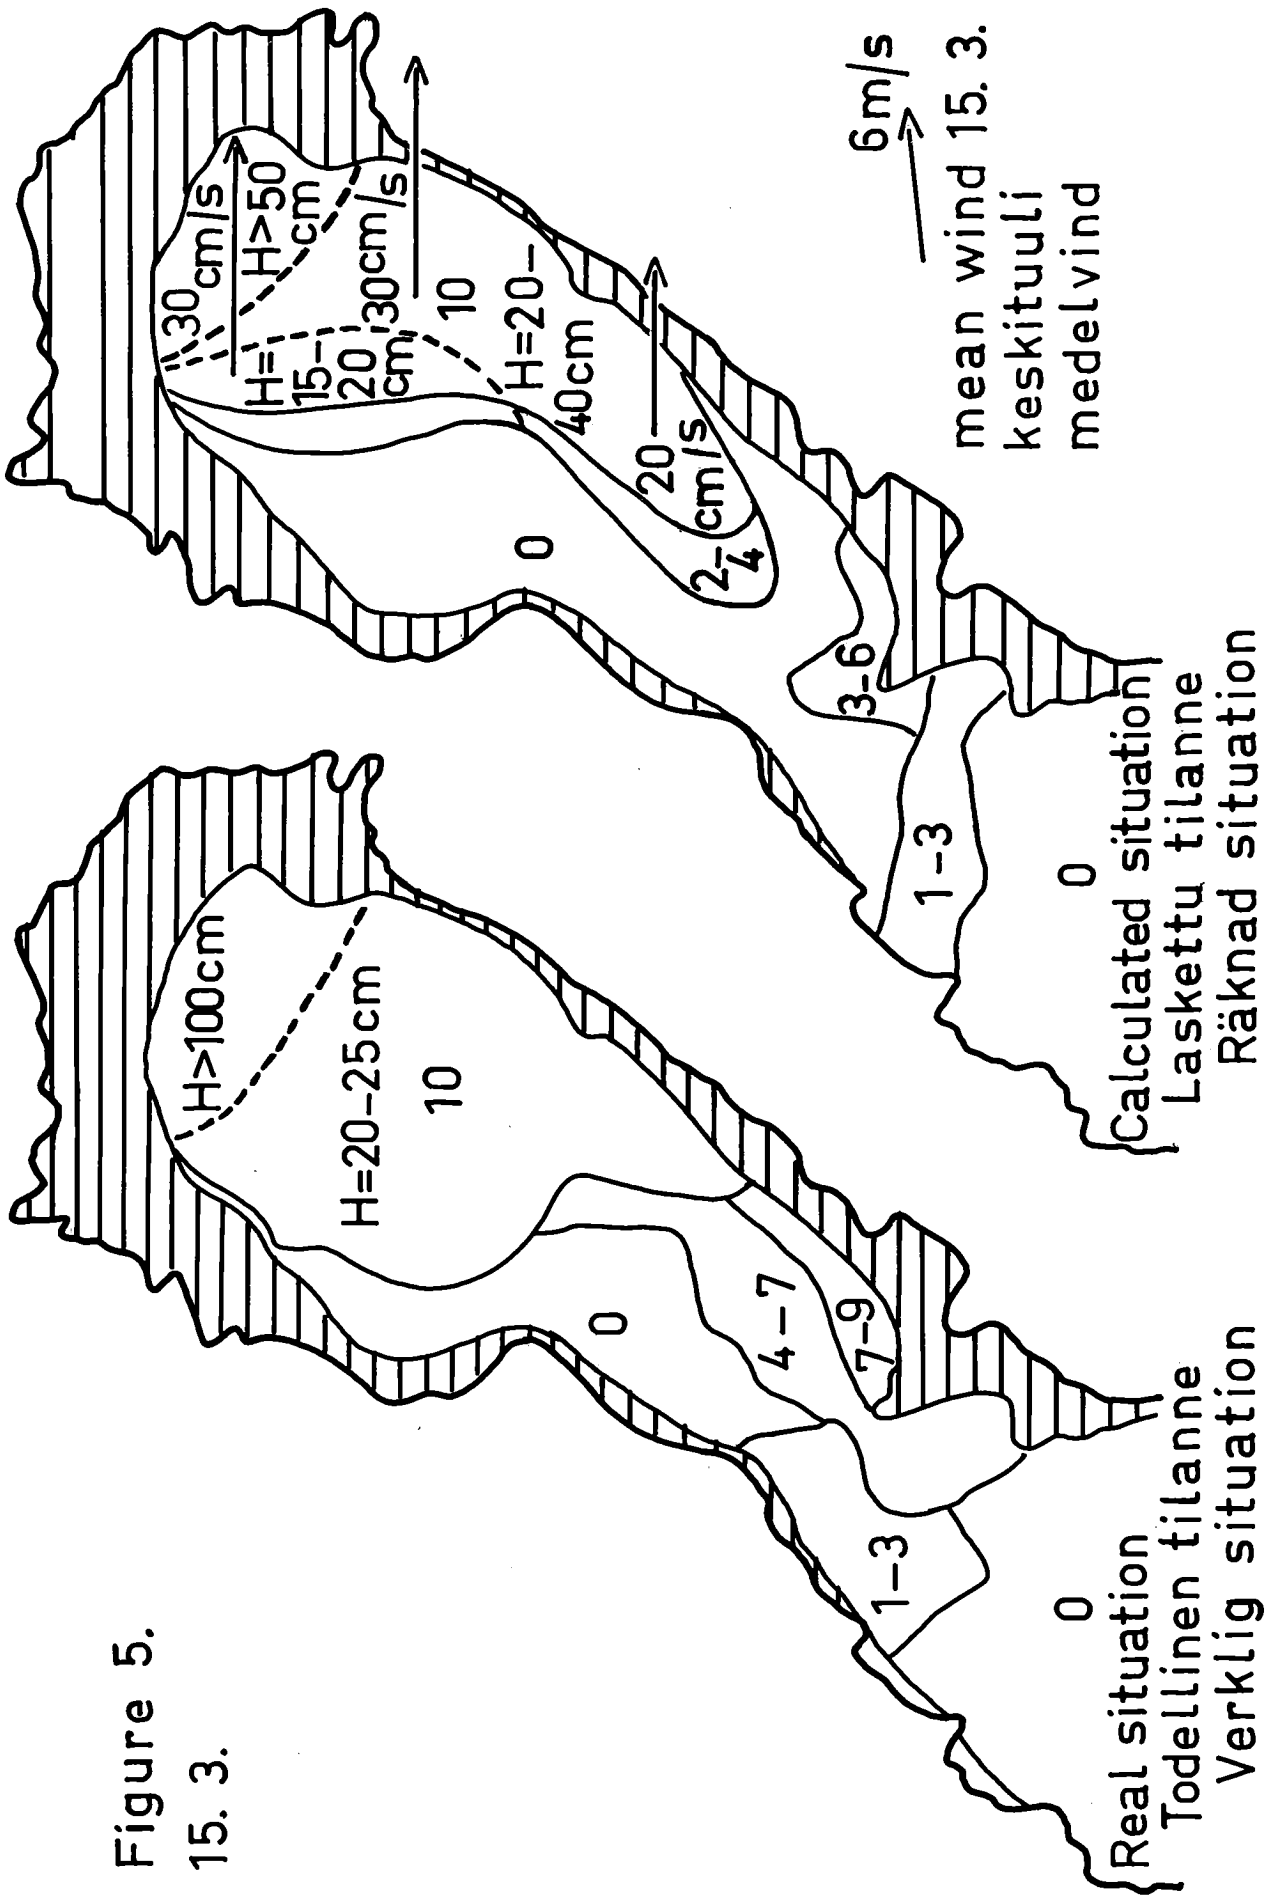 Figure 5.
15. 3.
H>100cm
H=20-25cm
10
0
4-7
7-9
1-3
0
Real situation
Todellinen tilanne
Verklig situation
30
cm/s
H>50
cm
H=
15-
20
cm
30cm/s
10
H=20-
40cm
20
cm/s
2-
4
0
3-6
1-3
0
6m/s
mean wind 15. 3.
keskituuli
medelvind
Calculated situation
Laskettu tilanne
Räknad situation